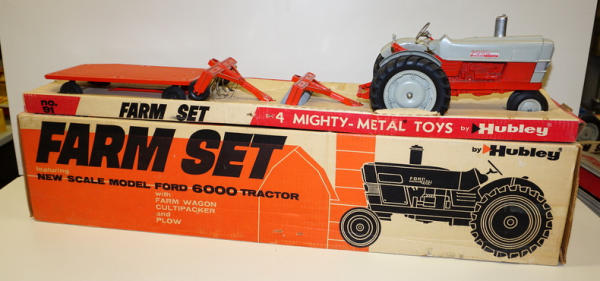 no.
91
FARM SET
4 MIGHTY-METAL TOYS by Hubley
FARM SET
by Hubley
featuring
NEW SCALE MODEL FORD 6000 TRACTOR
with
FARM WAGON
CULTIPACKER
and
PLOW
FORD